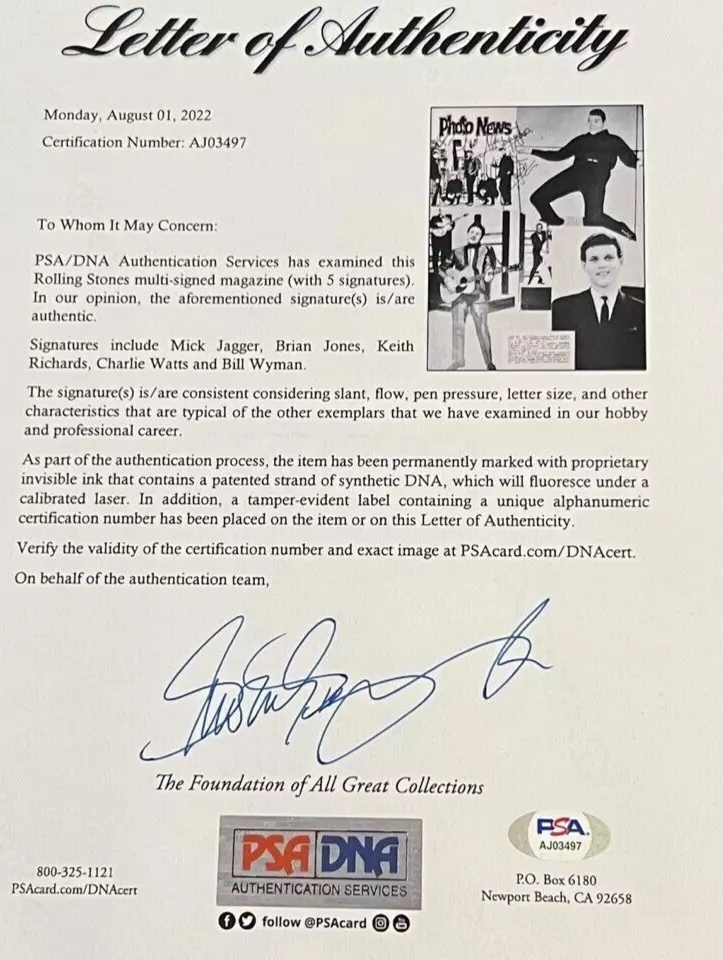 Letter of Authenticity
Monday, August 01, 2022
Certification Number: AJ03497
Photo News
To Whom It May Concern:
PSA/DNA Authentication Services has examined this
Rolling Stones multi-signed magazine (with 5 signatures).
In our opinion, the aforementioned signature(s) is/are
authentic.
Signatures include Mick Jagger, Brian Jones, Keith
Richards, Charlie Watts and Bill Wyman.
The signature(s) is/are consistent considering slant, flow, pen pressure, letter size, and other
characteristics that are typical of the other exemplars that we have examined in our hobby
and professional career.
As part of the authentication process, the item has been permanently marked with proprietary
invisible ink that contains a patented strand of synthetic DNA, which will fluoresce under a
calibrated laser. In addition, a tamper-evident label containing a unique alphanumeric
certification number has been placed on the item or on this Letter of Authenticity.
Verify the validity of the certification number and exact image at PSAcard.com/DNAcert.
On behalf of the authentication team,
The Foundation of All Great Collections
800-325-1121
PSAcard.com/DNAcert
PSA DNA
AUTHENTICATION SERVICES
follow @PSAcard
PSA.
AJ03497
P.O. Box 6180
Newport Beach, CA 92658